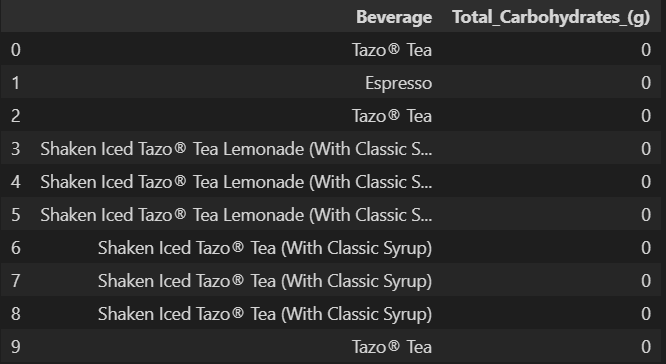 Beverage Total_Carbohydrates_(g)
0 Tazo® Tea 0
1 Espresso 0
2 Tazo® Tea 0
3 Shaken Iced Tazo® Tea Lemonade (With Classic S... 0
4 Shaken Iced Tazo® Tea Lemonade (With Classic S... 0
5 Shaken Iced Tazo® Tea Lemonade (With Classic S... 0
6 Shaken Iced Tazo® Tea (With Classic Syrup) 0
7 Shaken Iced Tazo® Tea (With Classic Syrup) 0
8 Shaken Iced Tazo® Tea (With Classic Syrup) 0
9 Tazo® Tea 0